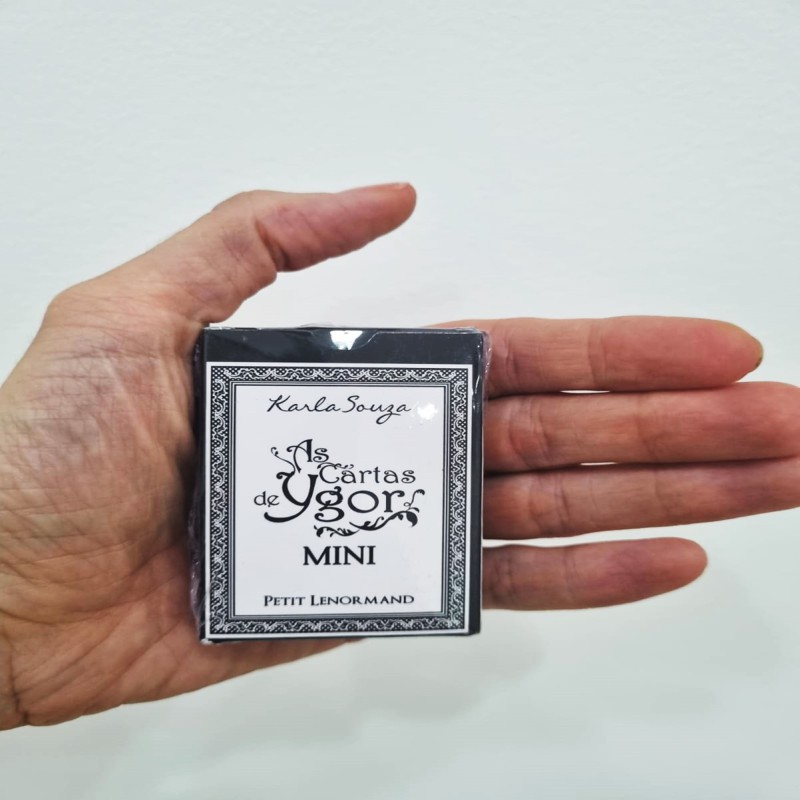 Karla Souza
As
Cartas
de Ygor
MINI
PETIT LENORMAND